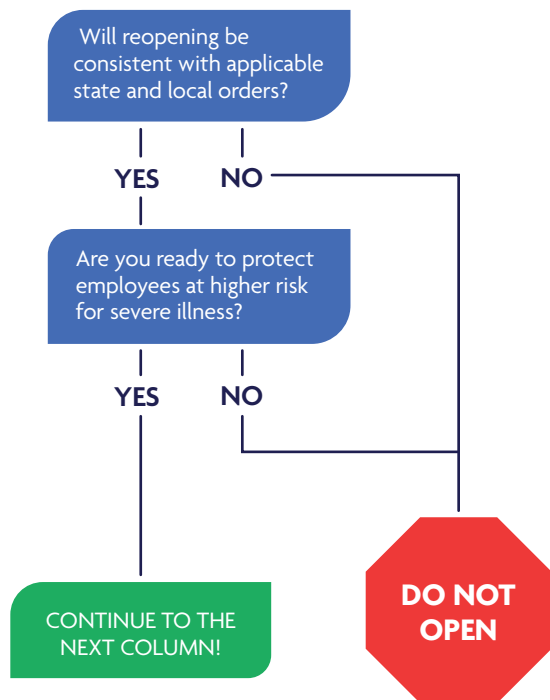 Will reopening be
consistent with applicable
state and local orders?
YES NO
Are you ready to protect
employees at higher risk
for severe illness?
YES NO
CONTINUE TO THE
NEXT COLUMN!
DO NOT
OPEN